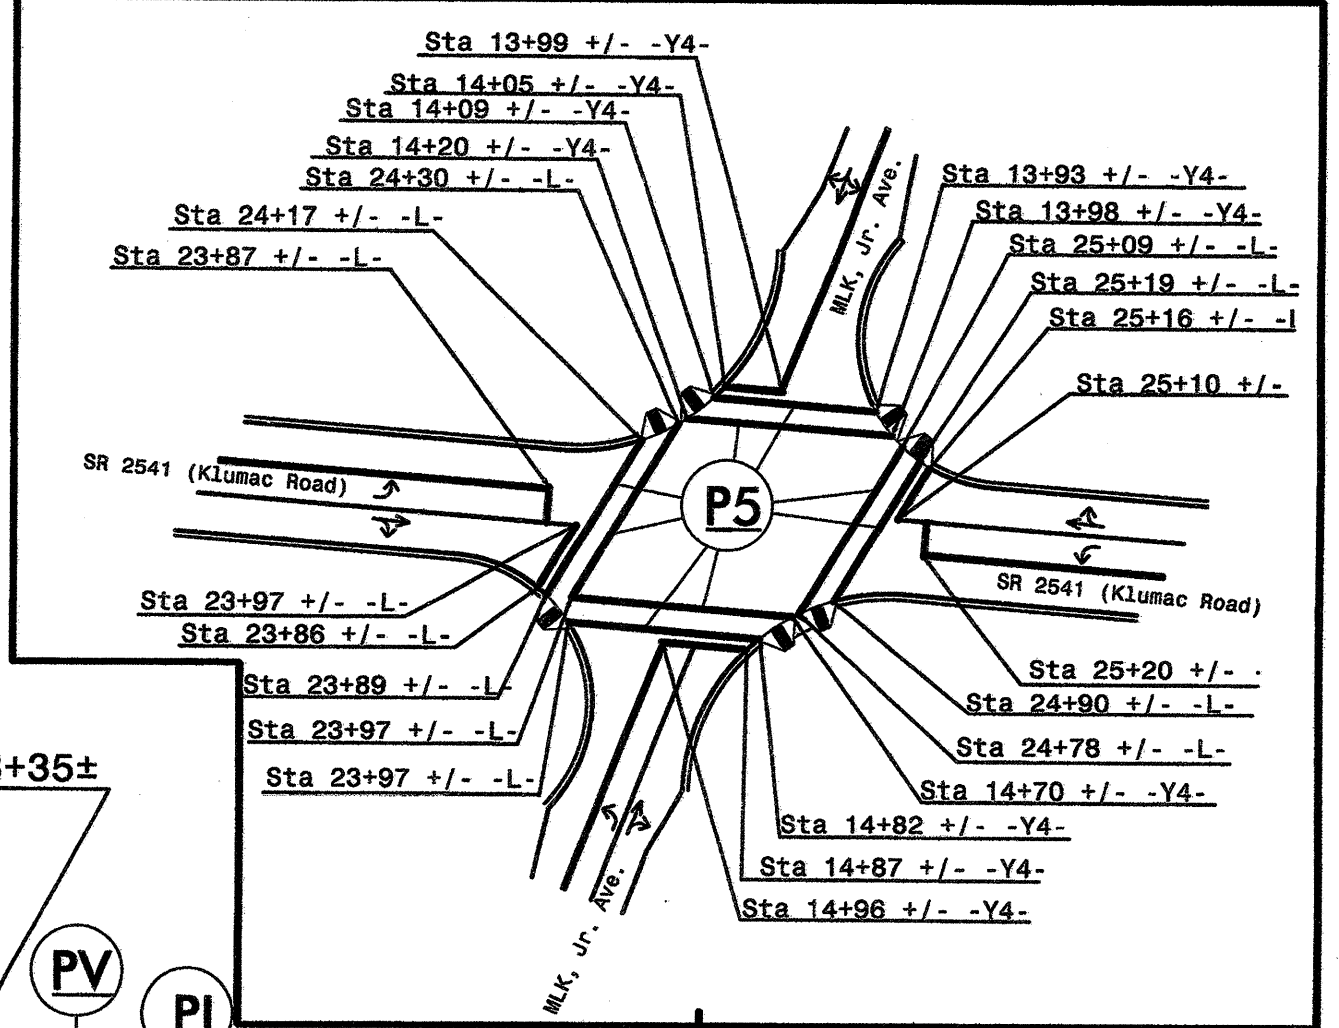 Sta 13+99 +/- -Y4-
Sta 14+05 +/- -Y4-
Sta 14+09 +/- -Y4-
Sta 14+20 +/- -Y4-
Sta 24+30 +/- -L-
Sta 24+17 +/- -L-
Sta 23+87 +/- -L-
MLK, Jr. Ave.
Sta 13+93 +/- -Y4-
Sta 13+98 +/- -Y4-
Sta 25+09 +/- -L-
Sta 25+19 +/- -L-
Sta 25+16 +/-
Sta 25+10 +/-
SR 2541 (Klumac Road)
P5
SR 2541 (Klumac Road)
Sta 23+97 +/- -L-
Sta 23+86 +/- -L-
Sta 23+89 +/- -L-
Sta 23+97 +/- -L-
Sta 23+97 +/- -L-
Sta 25+20 +/-
Sta 24+90 +/- -L-
Sta 24+78 +/- -L-
Sta 14+70 +/- -Y4-
Sta 14+82 +/- -Y4-
Sta 14+87 +/- -Y4-
Sta 14+96 +/- -Y4-
MLK, Jr. Ave.
+35±
PV
PI